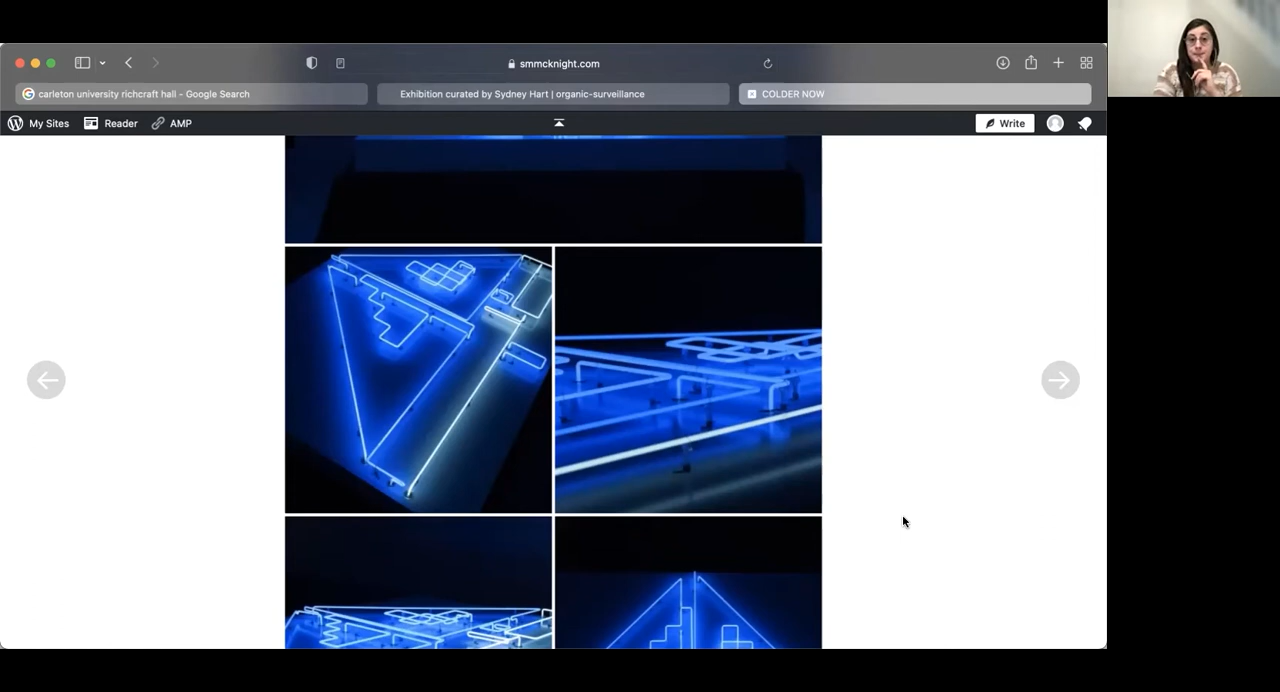 smmcknight.com
carleton university richcraft hall - Google Search
Exhibition curated by Sydney Hart | organic-surveillance
COLDER NOW
My Sites
Reader
AMP
Write